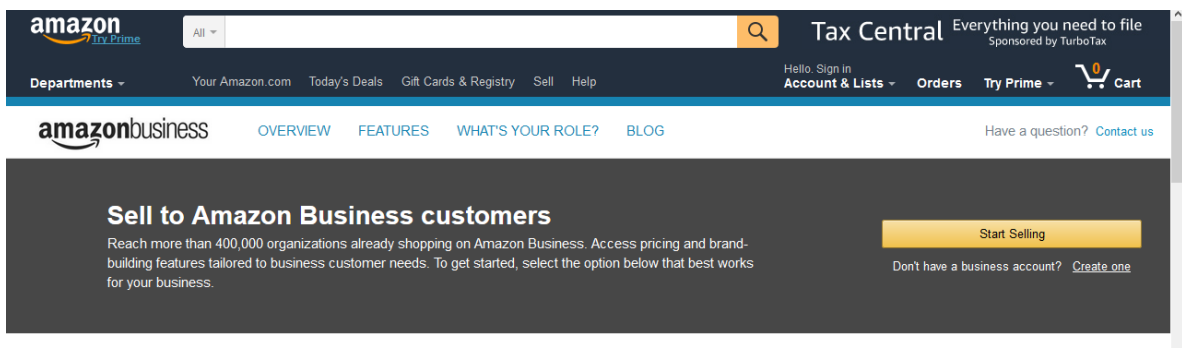 amazon
Try Prime
All
Tax Central Everything you need to file
Sponsored by TurboTax
Departments
Your Amazon.com Today's Deals Gift Cards & Registry Sell Help
Hello. Sign in
Account & Lists Orders Try Prime 0 Cart
amazonbusiness OVERVIEW FEATURES WHAT'S YOUR ROLE? BLOG Have a question? Contact us
Sell to Amazon Business customers
Reach more than 400,000 organizations already shopping on Amazon Business. Access pricing and brand-
building features tailored to business customer needs. To get started, select the option below that best works
for your business.
Start Selling
Don't have a business account? Create one